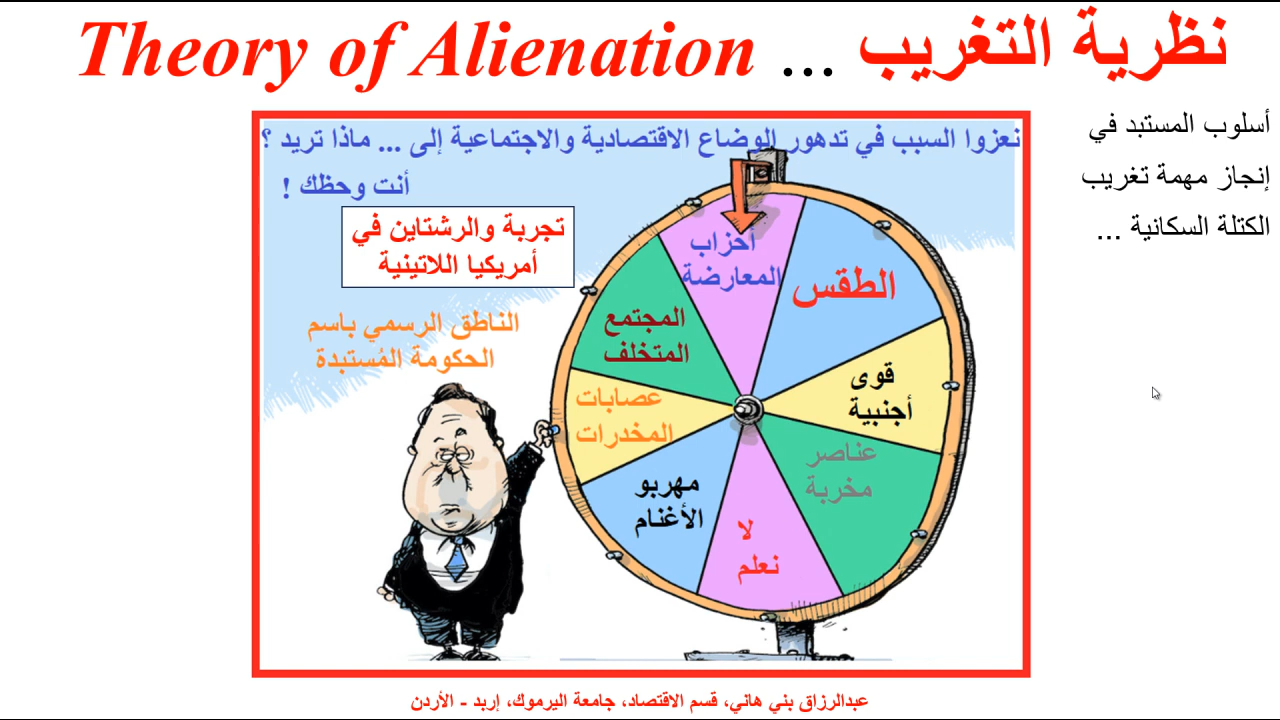 نظرية التغريب ... Theory of Alienation
أسلوب المستبد في
إنجاز مهمة تغريب
الكتلة السكانية ...
نعزوا السبب في تدهور الوضاع الاقتصادية والاجتماعية إلى ... ماذا تريد ؟
أنت وحظك !
تجربة والرشتاين في
أمريكيا اللاتينية
الناطق الرسمي باسم
الحكومة المُستبدة
أحزاب
المعارضة
الطقس
قوى
أجنبية
عناصر
مخربة
لا
نعلم
مهربو
الأغنام
عصابات
المخدرات
المجتمع
المتخلف
عبدالرزاق بني هاني، قسم الاقتصاد، جامعة اليرموك، إربد - الأردن